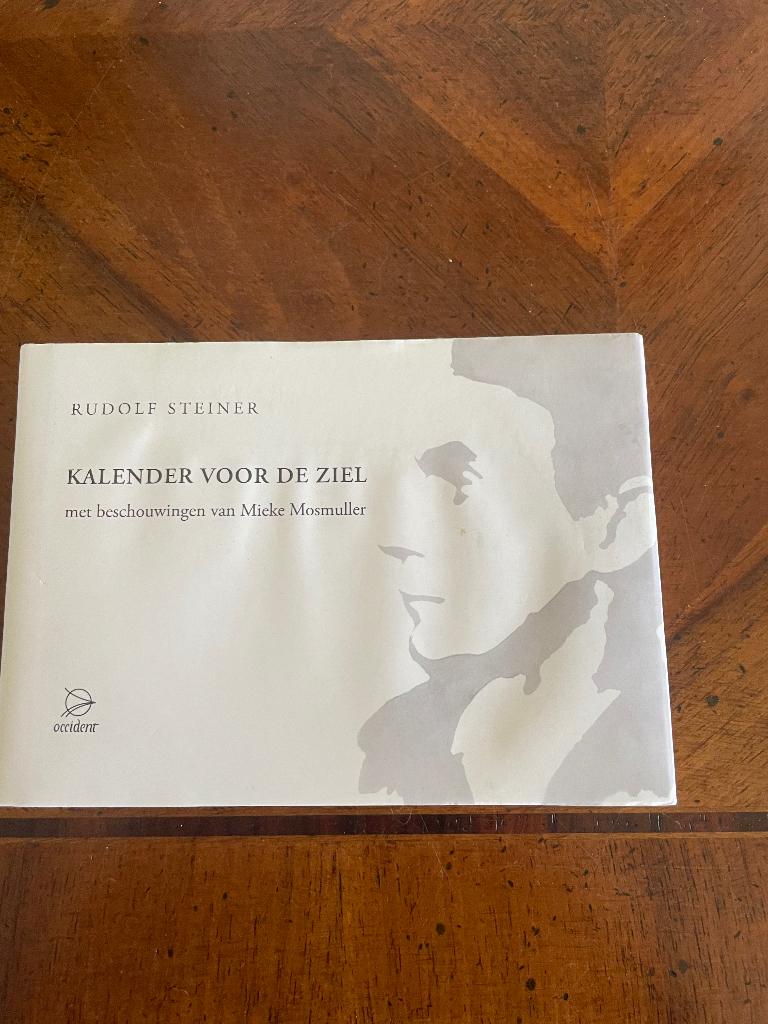 RUDOLF STEINER
KALENDER VOOR DE ZIEL
met beschouwingen van Mieke Mosmuller
occident